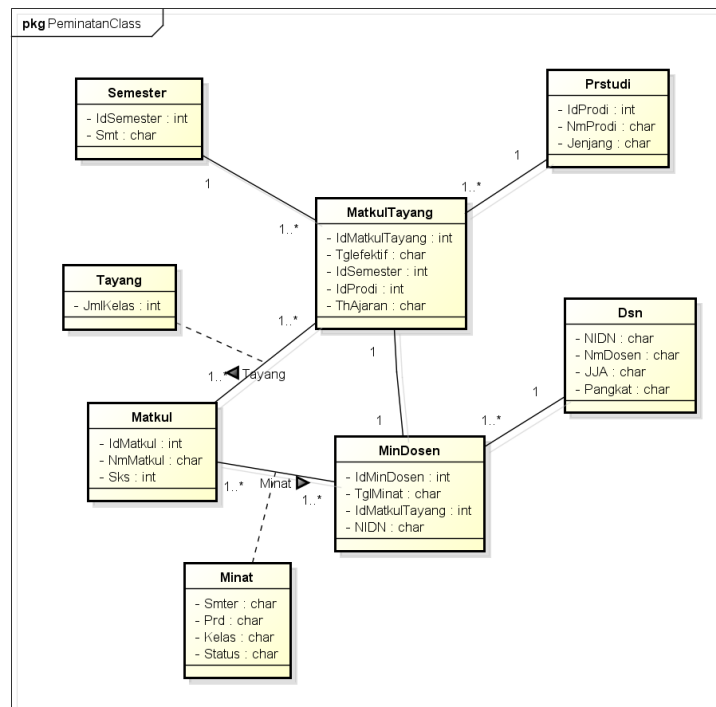 pkg PeminatanClass
Semester
- IdSemester : int
- Smt : char
Prstudi
- IdProdi : int
- NmProdi : char
- Jenjang : char
1
1
1..*
1..*
MatkulTayang
- IdMatkulTayang : int
- Tglefektif : char
- IdSemester : int
- IdProdi : int
- ThAjaran : char
Tayang
- JmlKelas : int
1..*
1
1..* Tayang
Dsn
- NIDN : char
- NmDosen : char
- JJA : char
- Pangkat : char
1
1..*
1
Matkul
- IdMatkul : int
- NmMatkul : char
- Sks : int
MinDosen
- IdMinDosen : int
- TglMinat : char
- IdMatkulTayang : int
- NIDN : char
1..*
Minat
1..*
Minat
- Smter : char
- Prd : char
- Kelas : char
- Status : char